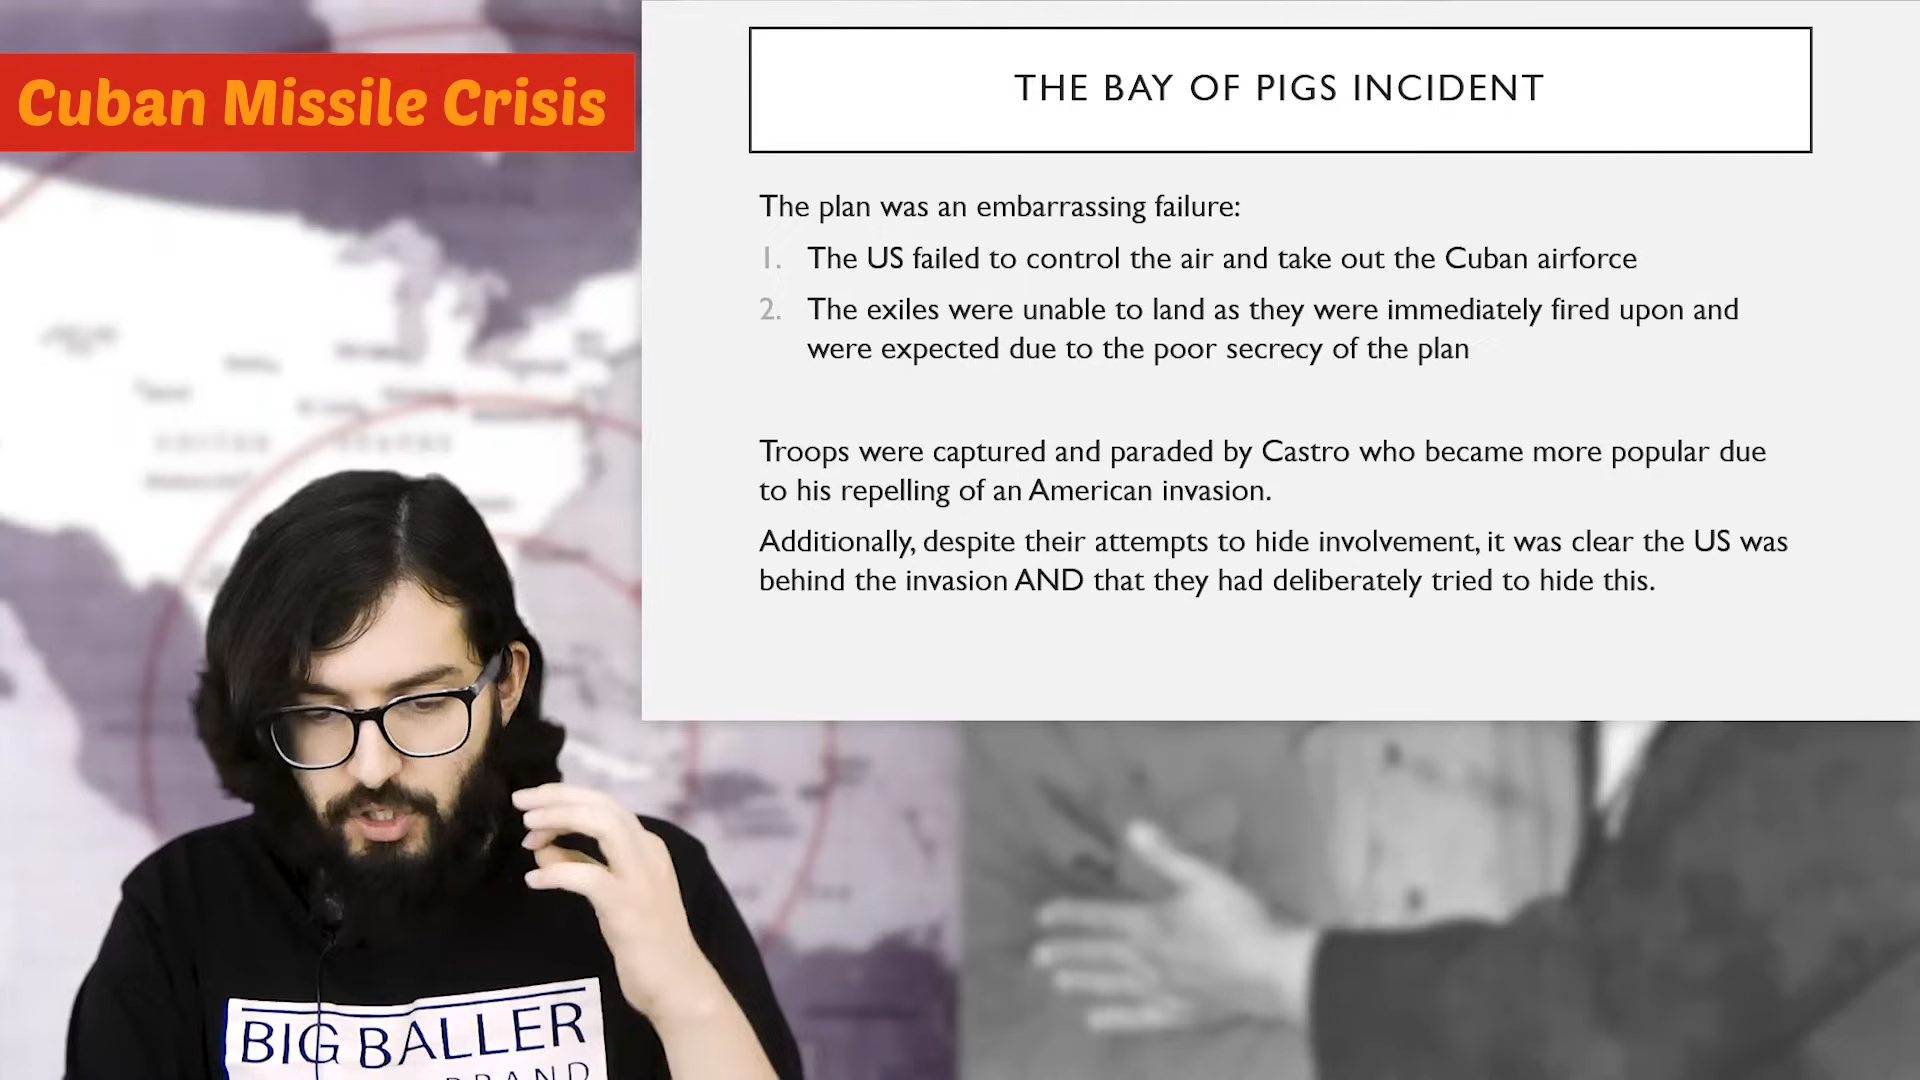 Cuban Missile Crisis
THE BAY OF PIGS INCIDENT
The plan was an embarrassing failure:
1. The US failed to control the air and take out the Cuban airforce
2. The exiles were unable to land as they were immediately fired upon and
were expected due to the poor secrecy of the plan
Troops were captured and paraded by Castro who became more popular due
to his repelling of an American invasion.
Additionally, despite their attempts to hide involvement, it was clear the US was
behind the invasion AND that they had deliberately tried to hide this.
BIG BALLER
BRAND